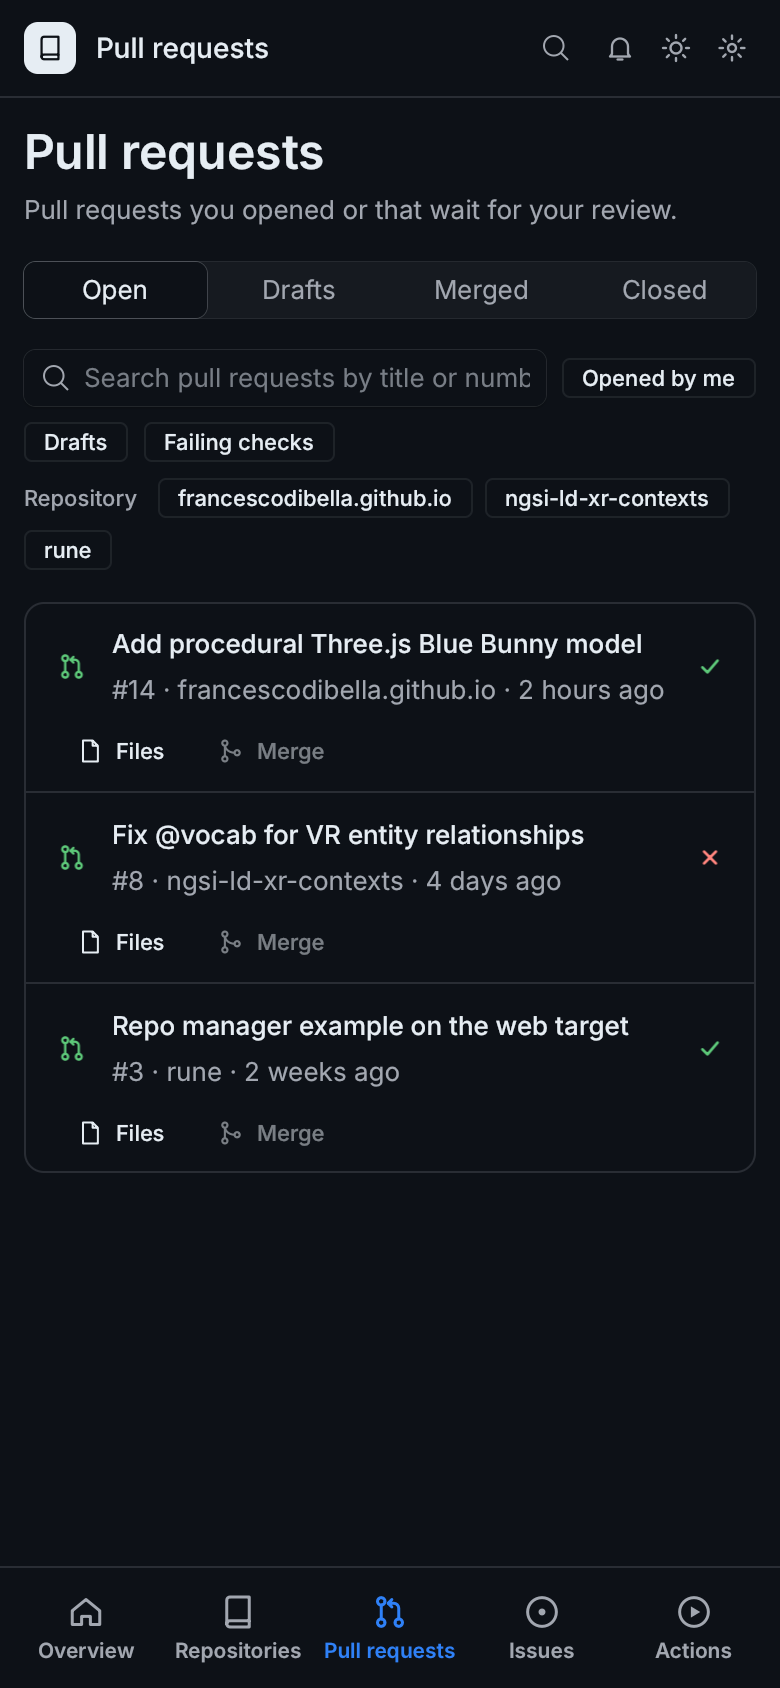 Pull requests
Pull requests
Pull requests you opened or that wait for your review.
Open Drafts Merged Closed
Search pull requests by title or numb Opened by me
Drafts Failing checks
Repository francescodibella.github.io ngsi-ld-xr-contexts
rune
Add procedural Three.js Blue Bunny model
#14 · francescodibella.github.io · 2 hours ago
Files Merge
Fix @vocab for VR entity relationships
#8 · ngsi-ld-xr-contexts · 4 days ago
Files Merge
Repo manager example on the web target
#3 · rune · 2 weeks ago
Files Merge
Overview Repositories Pull requests Issues Actions